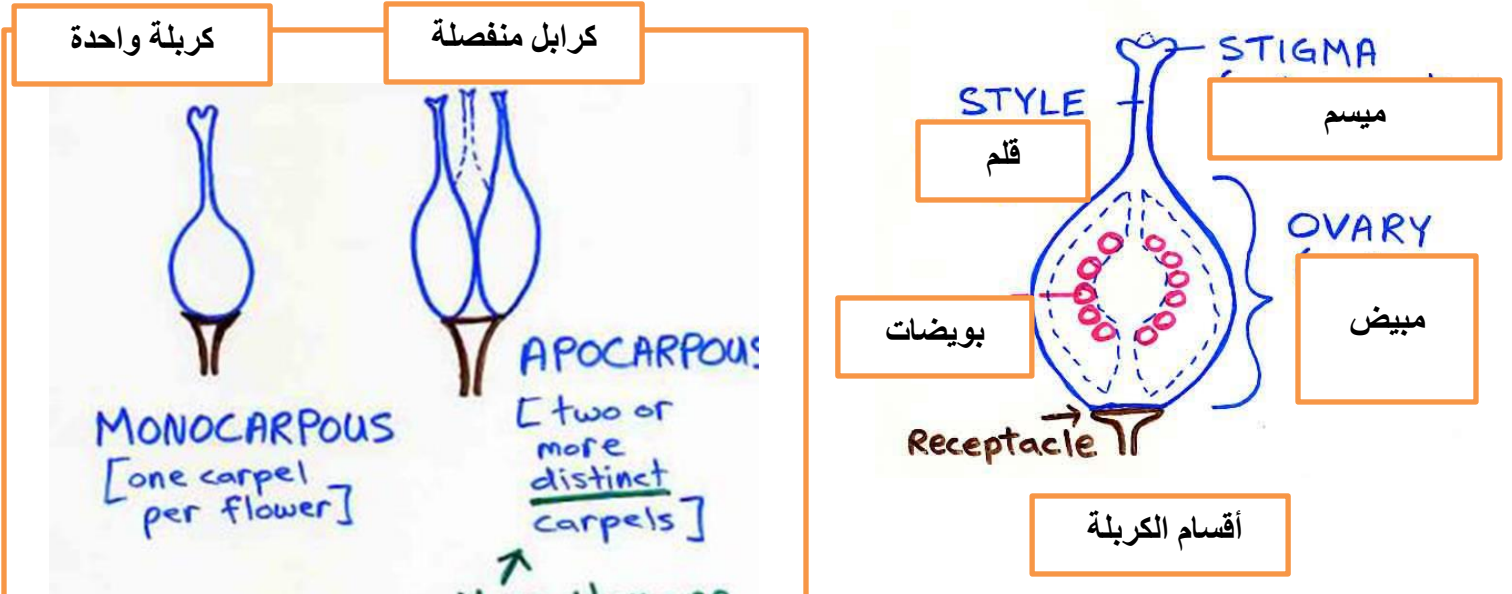 كربلة واحدة
كرابل منفصلة
MONOCARPOUS
[one carpel
per flower]
APOCARPOUS
[two or
more
distinct
carpels]
STIGMA
ميسم
STYLE
قلم
OVARY
مبيض
بويضات
Receptacle
أقسام الكربلة